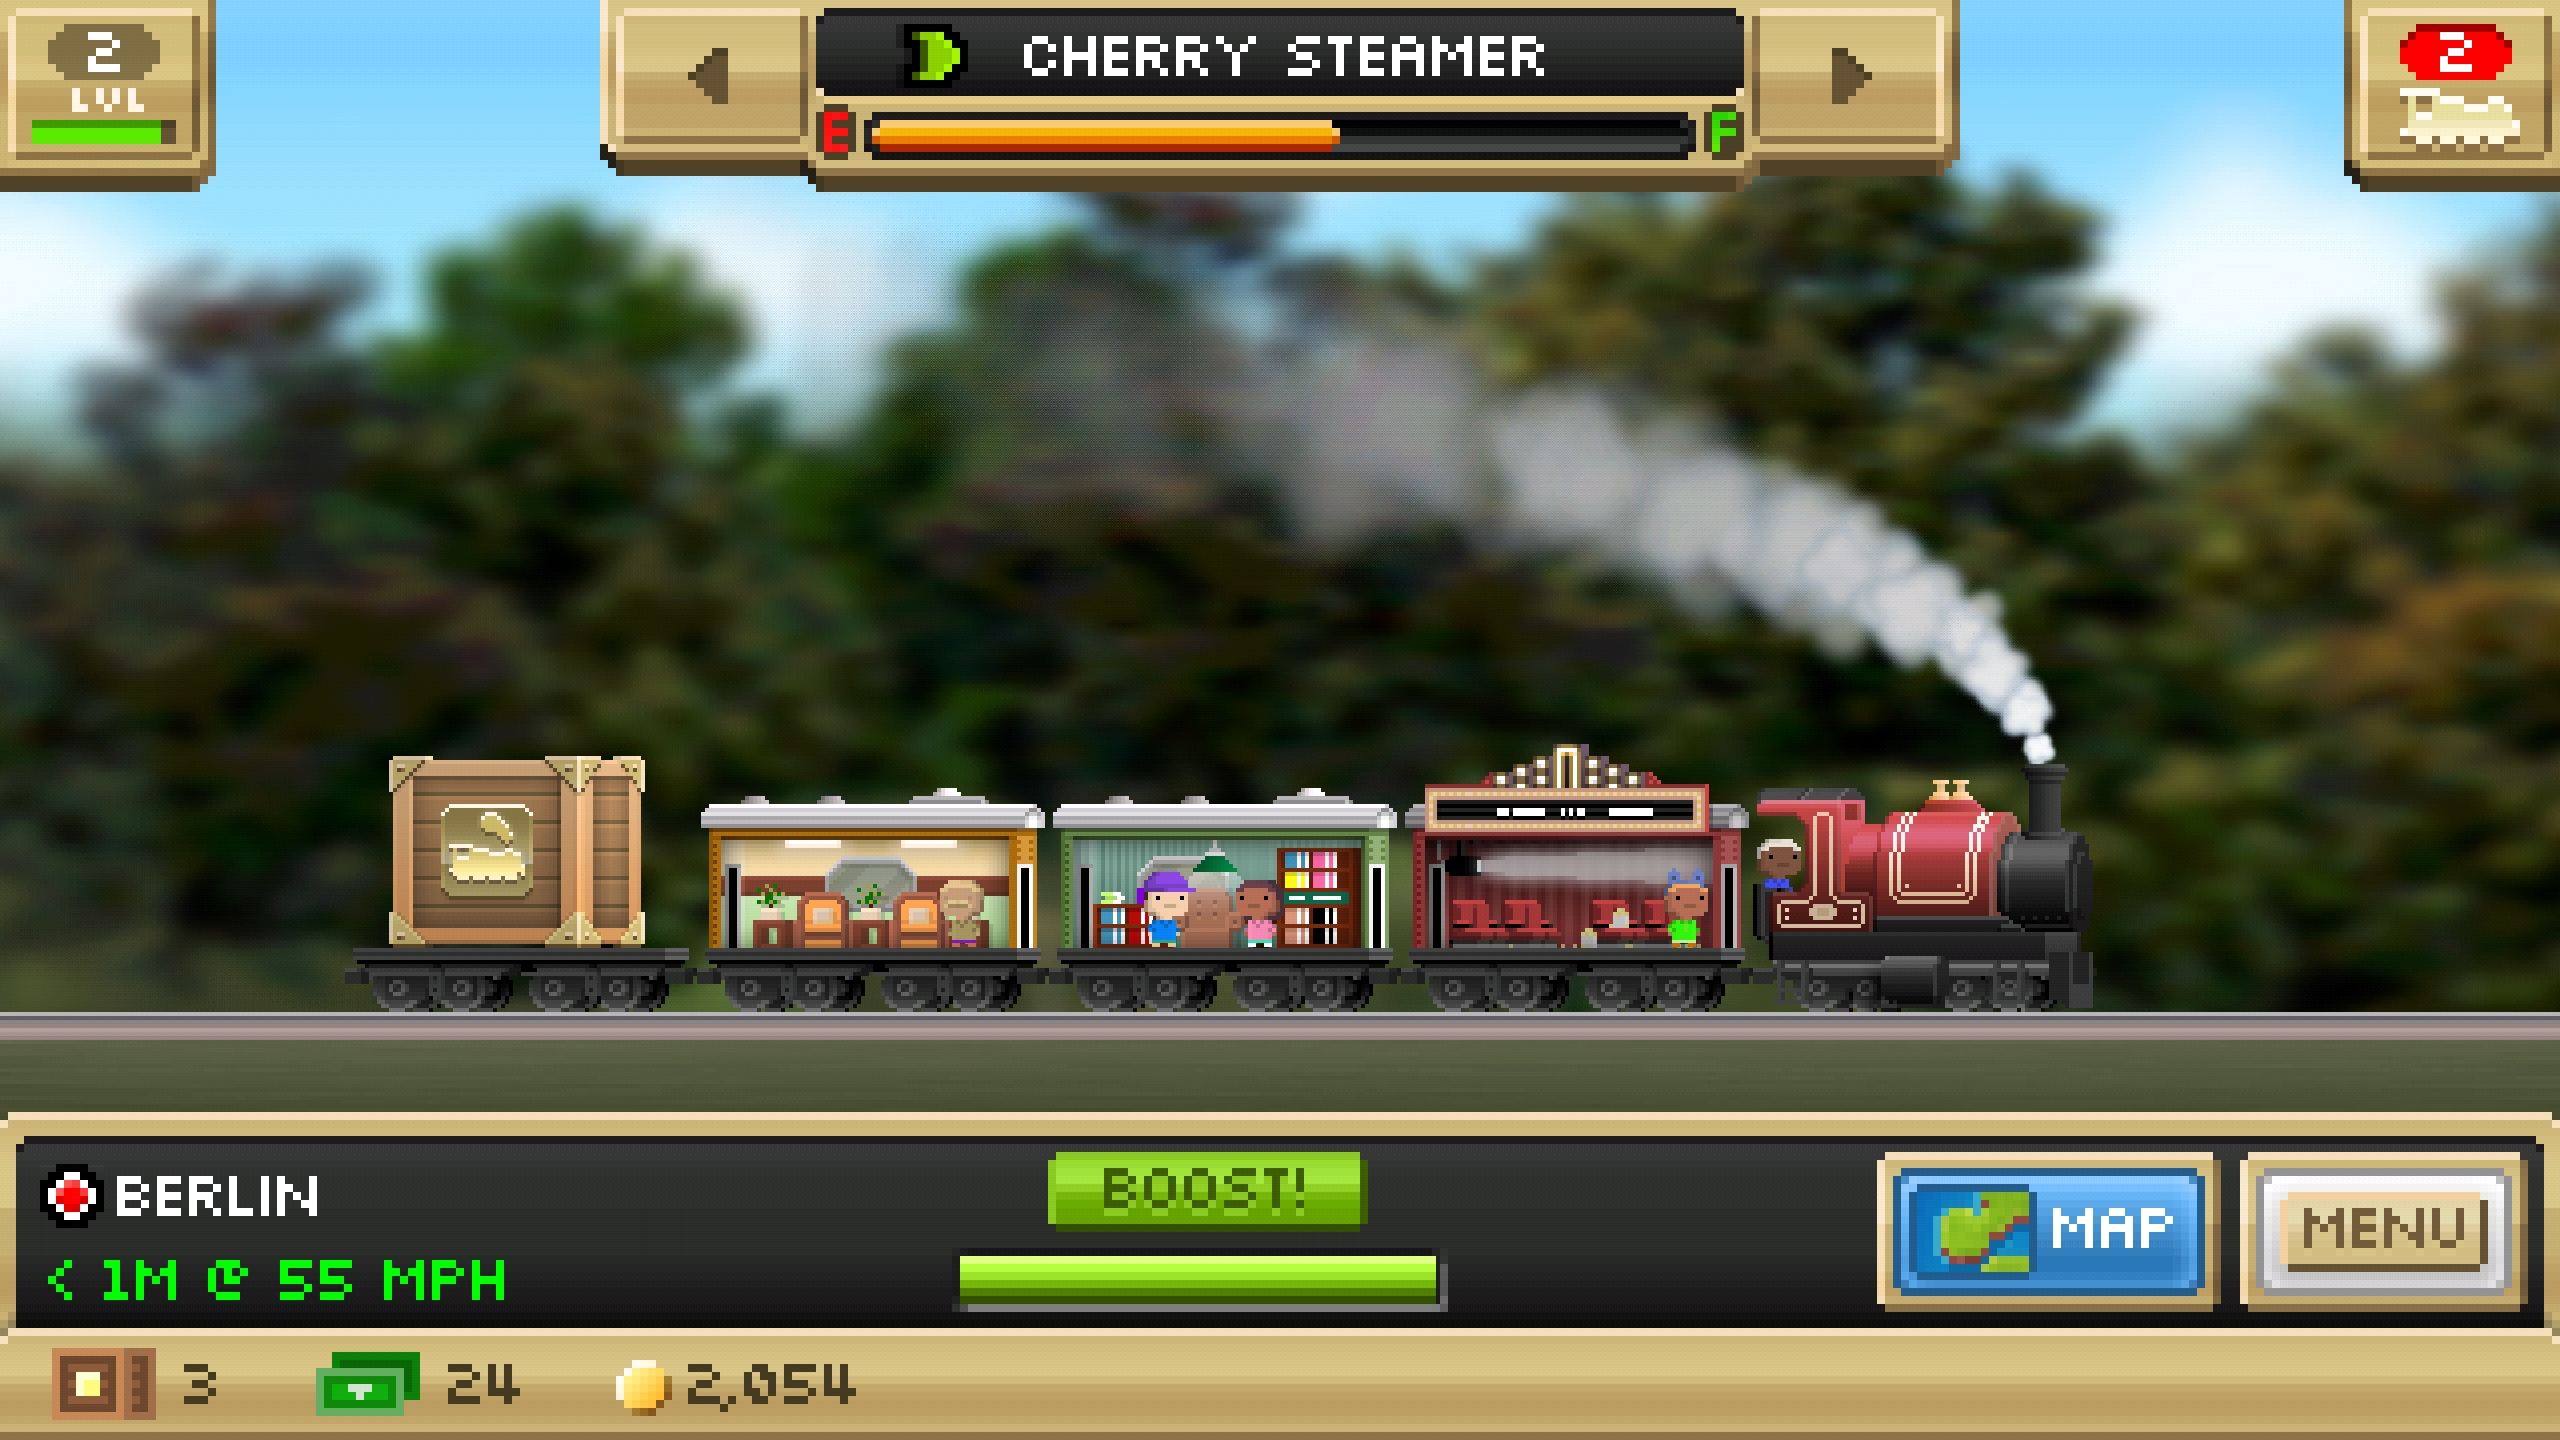 2
LVL
CHERRY STEAMER
E
F
2
BERLIN
< 1M @ 55 MPH
BOOST!
MAP
MENU
3
24
2,054